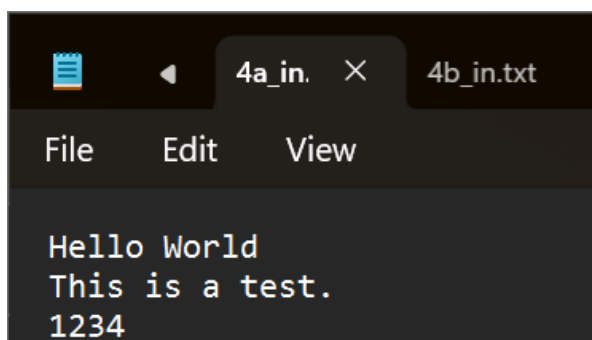 4a_in. 4b_in.txt
File Edit View
Hello World
This is a test.
1234